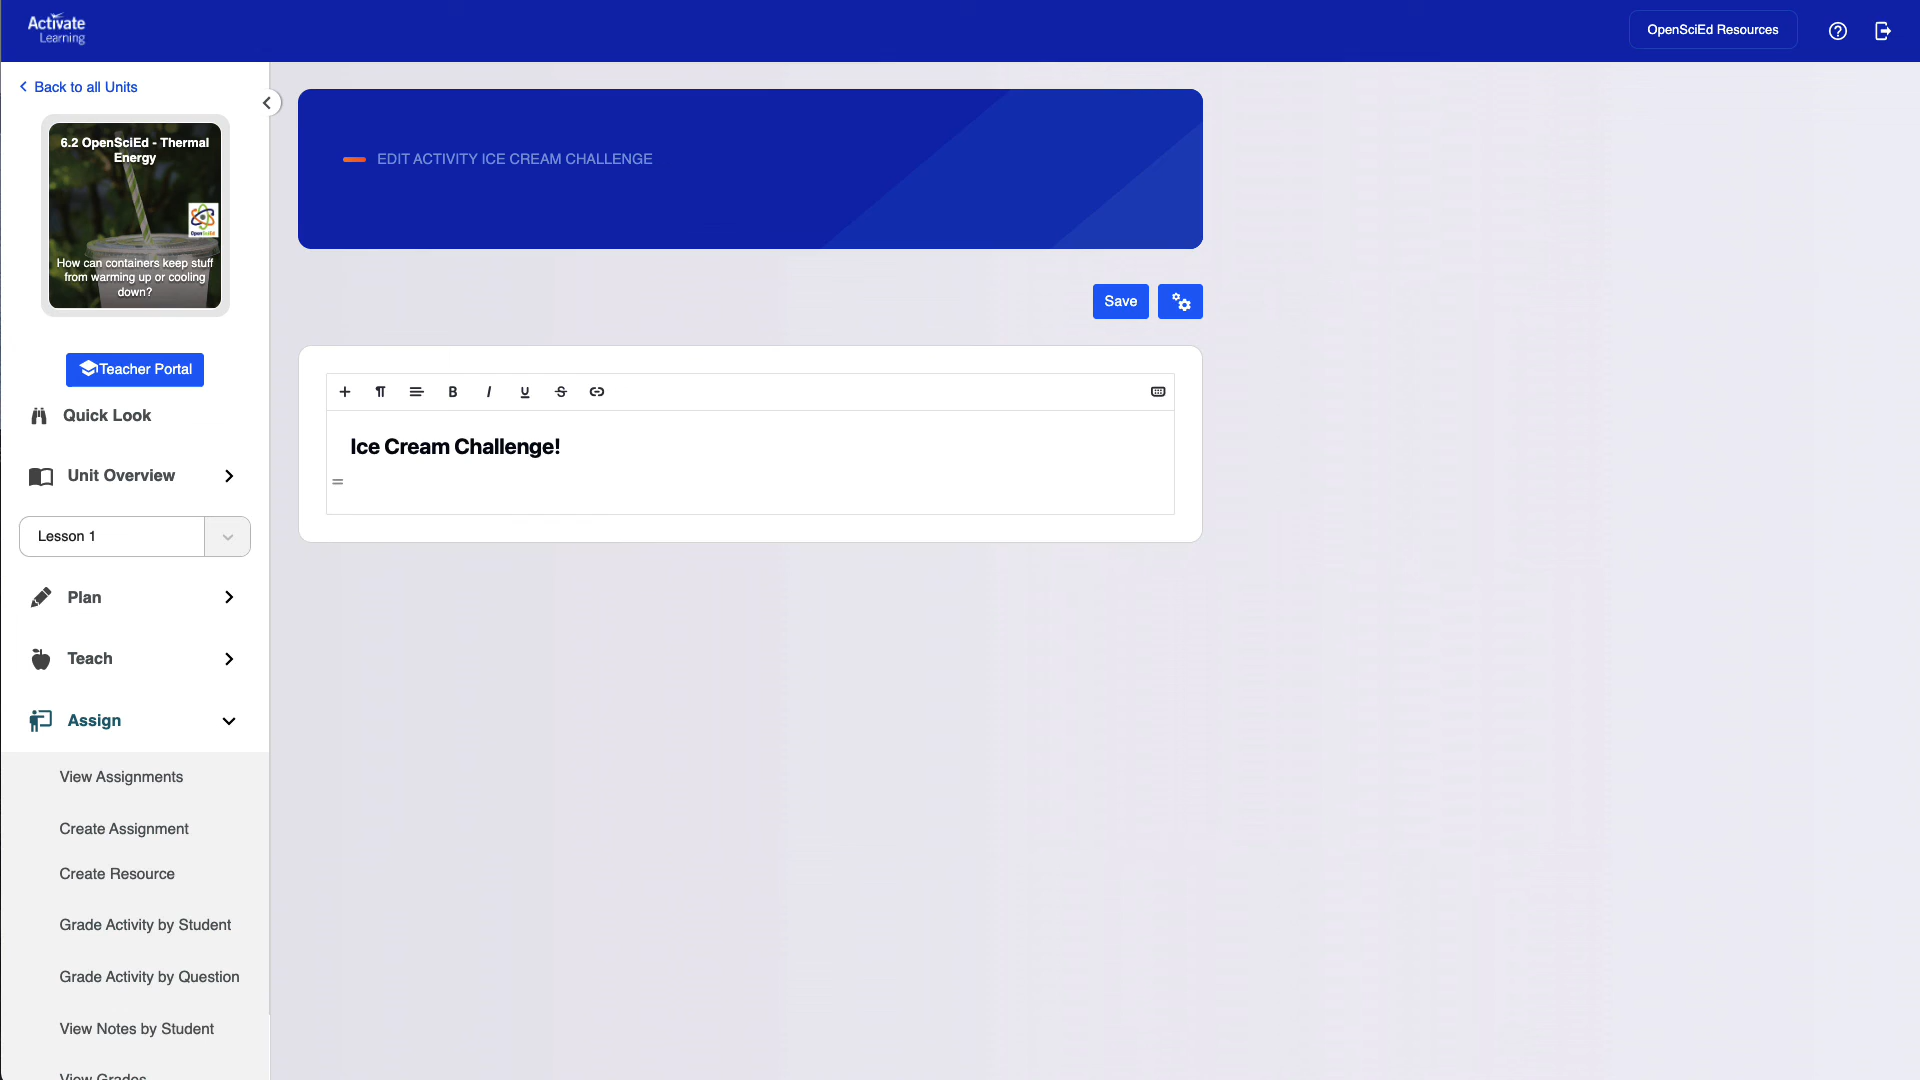 Activate
Learning
OpenSciEd Resources
Back to all Units
6.2 OpenSciEd - Thermal
Energy
OpenSciEd
How can containers keep stuff
from warming up or cooling
down?
Teacher Portal
Quick Look
Unit Overview
Lesson 1
Plan
Teach
Assign
View Assignments
Create Assignment
Create Resource
Grade Activity by Student
Grade Activity by Question
View Notes by Student
View Grades
EDIT ACTIVITY ICE CREAM CHALLENGE
Save
B I U S
Ice Cream Challenge!